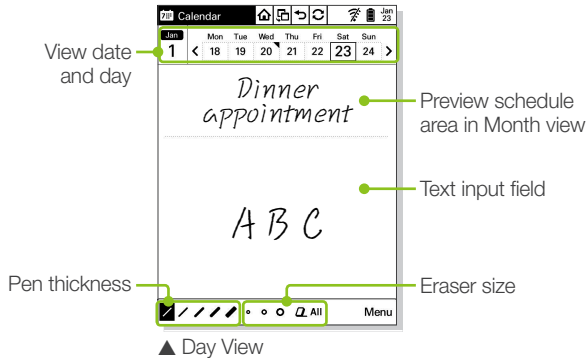 Calendar
Jan
23
Jan
1
Mon Tue Wed Thu Fri Sat Sun
< 18 19 20 21 22 23 24 >
View date
and day
Dinner
appointment
Preview schedule
area in Month view
Text input field
A B C
Pen thickness
Eraser size
All
Menu
▲ Day View